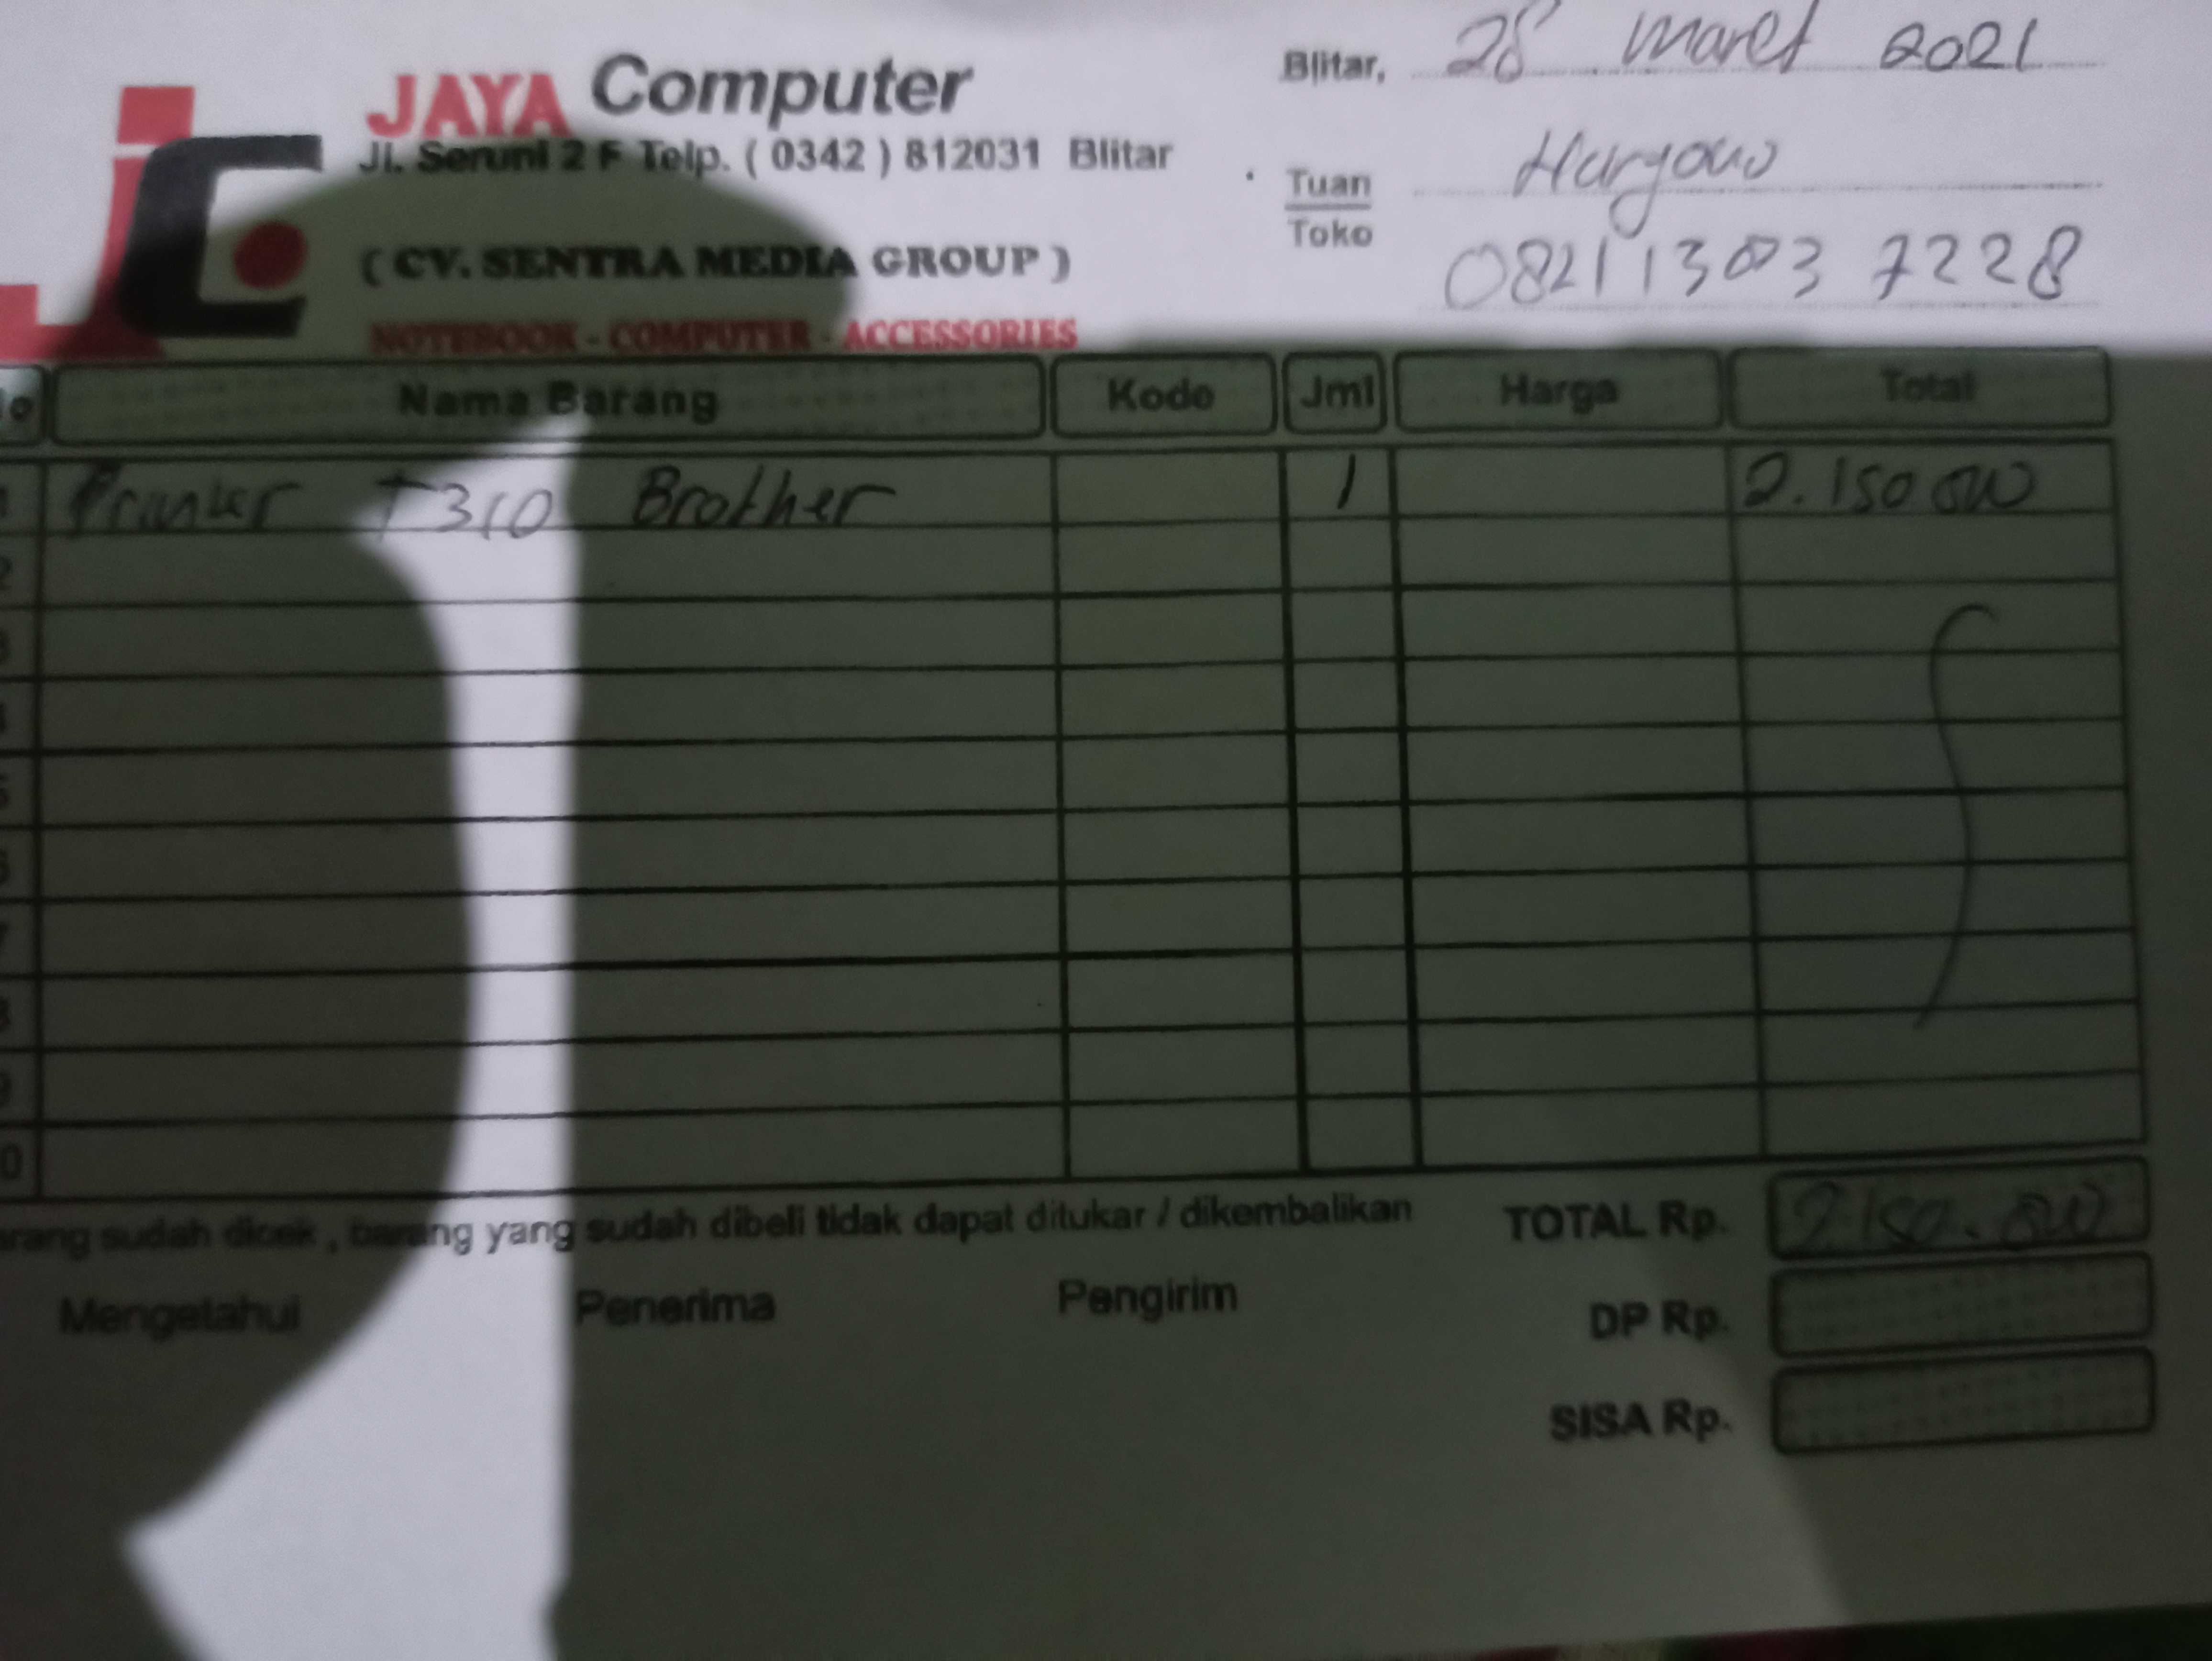 JAYA Computer
Jl. Seruni 2 F Telp. ( 0342 ) 812031 Blitar
( CV. SENTRA MEDIA GROUP )
NOTEBOOK - COMPUTER - ACCESSORIES
Blitar, 28 Maret 2021
Tuan Haryono
Toko
0821 1303 7228
Nama Barang Kode Jml Harga Total
1 Printer T310 Brother 1 2.150 000
2
3
4
5
6
7
8
9
0
sudah dicek , barang yang sudah dibeli tidak dapat ditukar / dikembalikan
TOTAL Rp. 2.150.000
Mengetahui Penerima Pengirim
DP Rp.
SISA Rp.